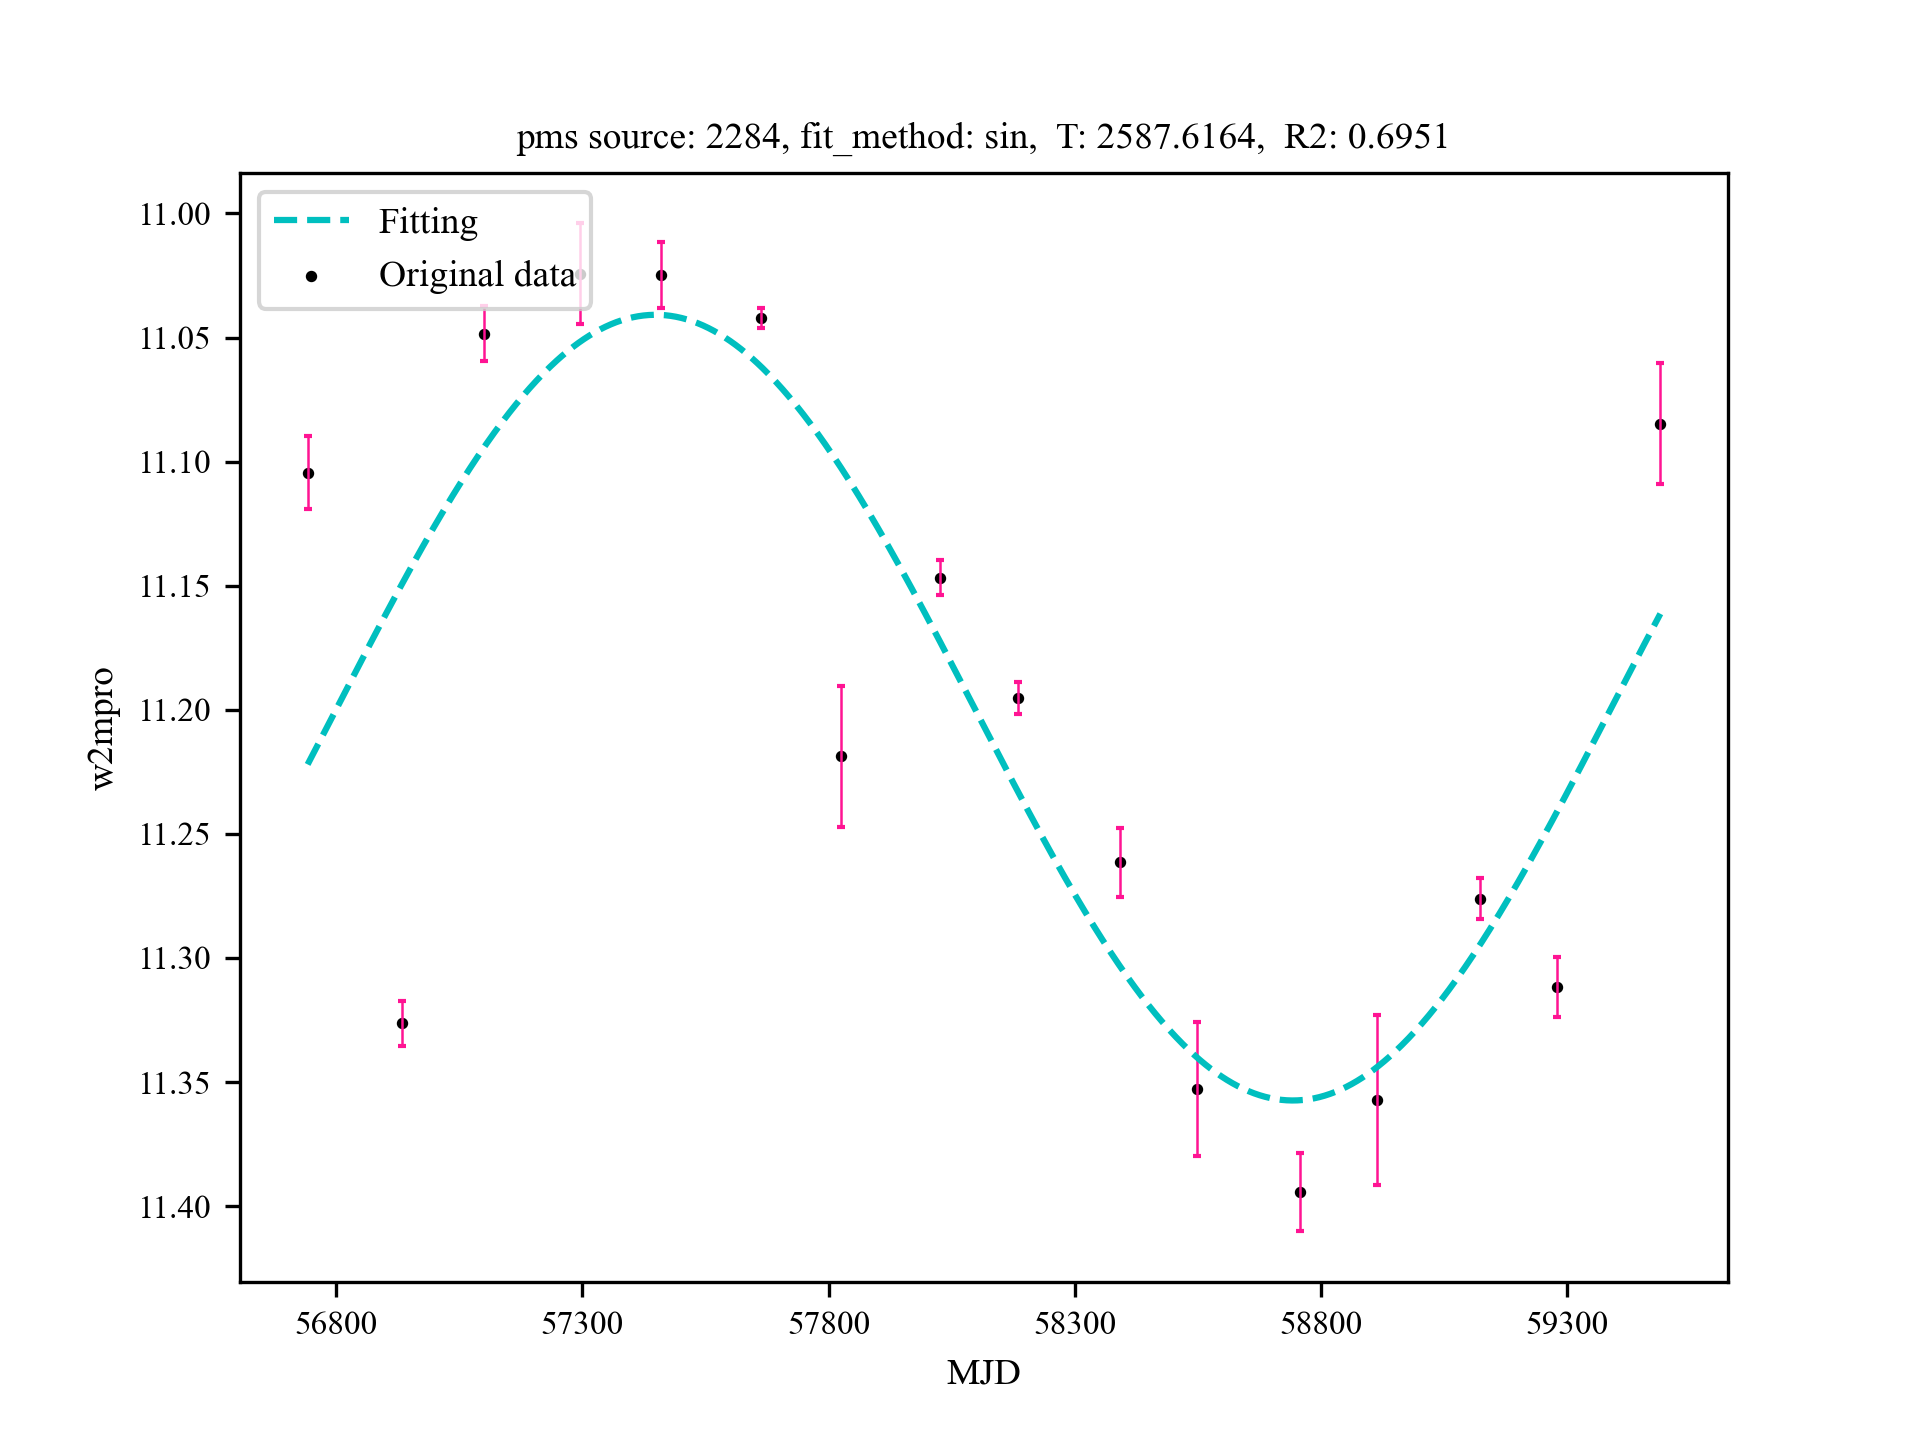 pms source: 2284, fit_method: sin,  T: 2587.6164,  R2: 0.6951
Fitting
Original data
11.00
11.05
11.10
11.15
11.20
11.25
11.30
11.35
11.40
w2mpro
56800 57300 57800 58300 58800 59300
MJD